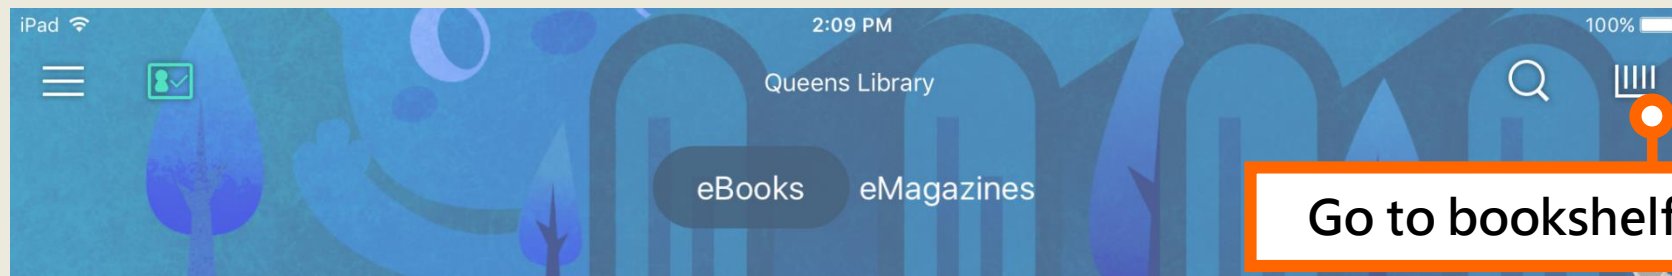 iPad 2:09 PM 100%
Queens Library
eBooks eMagazines
Go to bookshelf